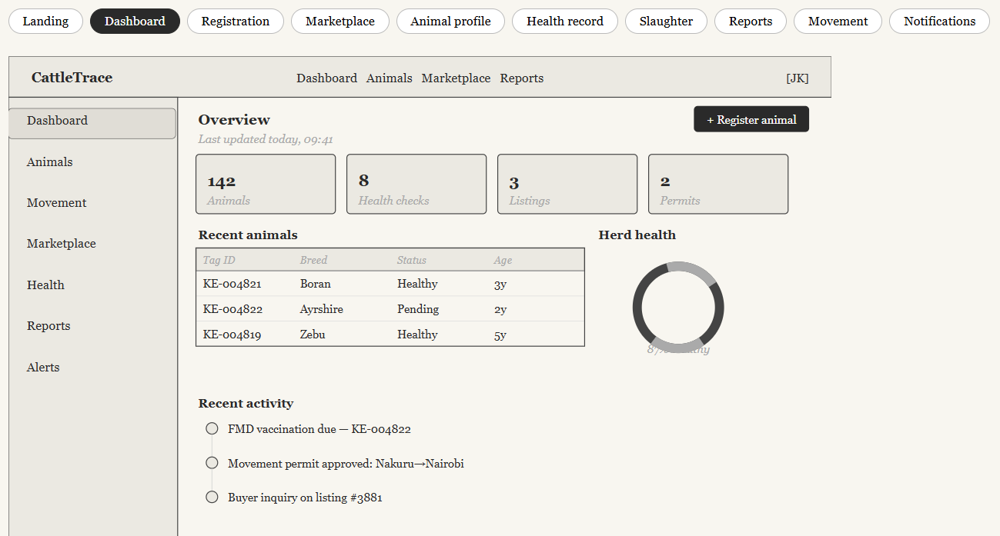 Landing Dashboard Registration Marketplace Animal profile Health record Slaughter Reports Movement Notifications
CattleTrace Dashboard Animals Marketplace Reports [JK]
Dashboard
Animals
Movement
Marketplace
Health
Reports
Alerts
Overview
+ Register animal
Last updated today, 09:41
142
Animals
8
Health checks
3
Listings
2
Permits
Recent animals
Tag ID Breed Status Age
KE-004821 Boran Healthy 3y
KE-004822 Ayrshire Pending 2y
KE-004819 Zebu Healthy 5y
Herd health
Recent activity
FMD vaccination due — KE-004822
Movement permit approved: Nakuru→Nairobi
Buyer inquiry on listing #3881